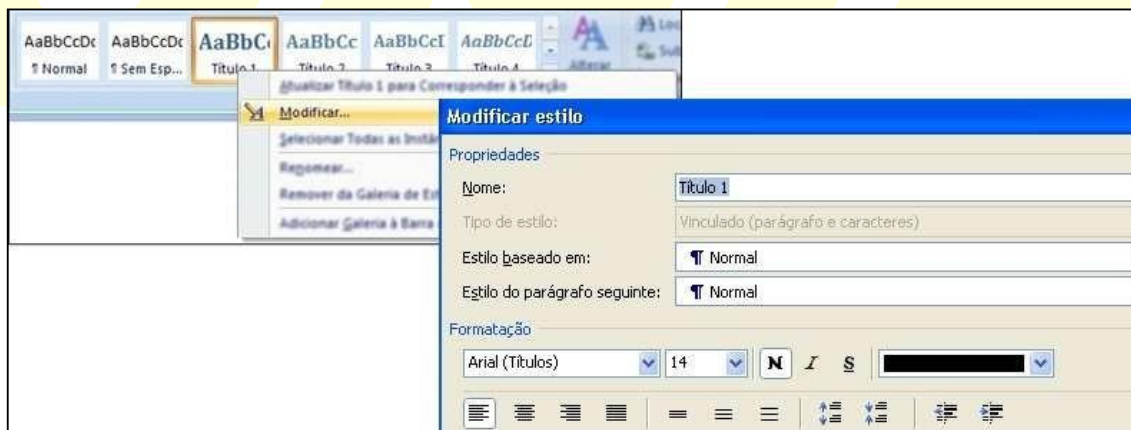 AaBbCcDc AaBbCcDc AaBbC AaBbCc AaBbCcI AaBbCcD
¶ Normal ¶ Sem Esp... Título 1 Título 2 Título 3 Título 4 Alterar
Atualizar Título 1 para Corresponder à Seleção
Modificar...
Selecionar Todas as
Renomear...
Remover da Galeria de
Adicionar Galeria à Barra
Modificar estilo
Propriedades
Nome: Título 1
Tipo de estilo: Vinculado (parágrafo e caracteres)
Estilo baseado em: ¶ Normal
Estilo do parágrafo seguinte: ¶ Normal
Formatação
Arial (Títulos) 14 N I S